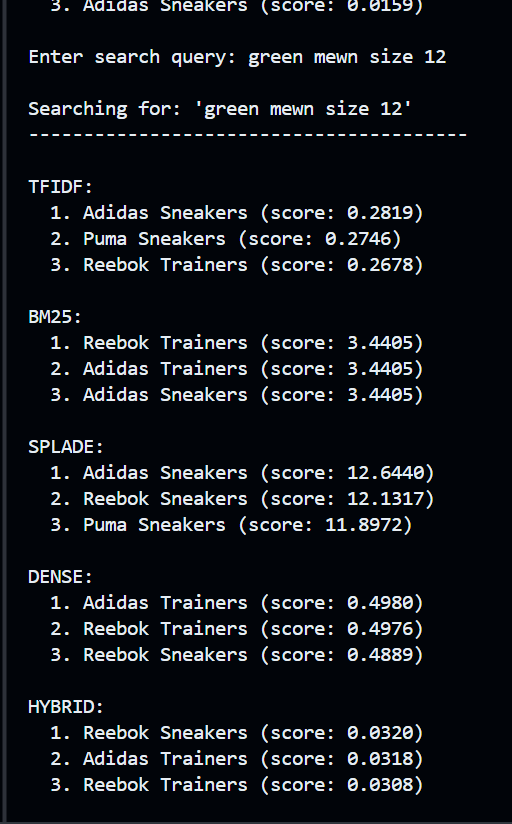 3. Adidas Sneakers (score: 0.0159)
Enter search query: green mewn size 12
Searching for: 'green mewn size 12'
----------------------------------------
TFIDF:
1. Adidas Sneakers (score: 0.2819)
2. Puma Sneakers (score: 0.2746)
3. Reebok Trainers (score: 0.2678)
BM25:
1. Reebok Trainers (score: 3.4405)
2. Adidas Trainers (score: 3.4405)
3. Adidas Sneakers (score: 3.4405)
SPLADE:
1. Adidas Sneakers (score: 12.6440)
2. Reebok Sneakers (score: 12.1317)
3. Puma Sneakers (score: 11.8972)
DENSE:
1. Adidas Trainers (score: 0.4980)
2. Reebok Trainers (score: 0.4976)
3. Reebok Sneakers (score: 0.4889)
HYBRID:
1. Reebok Sneakers (score: 0.0320)
2. Adidas Trainers (score: 0.0318)
3. Reebok Trainers (score: 0.0308)